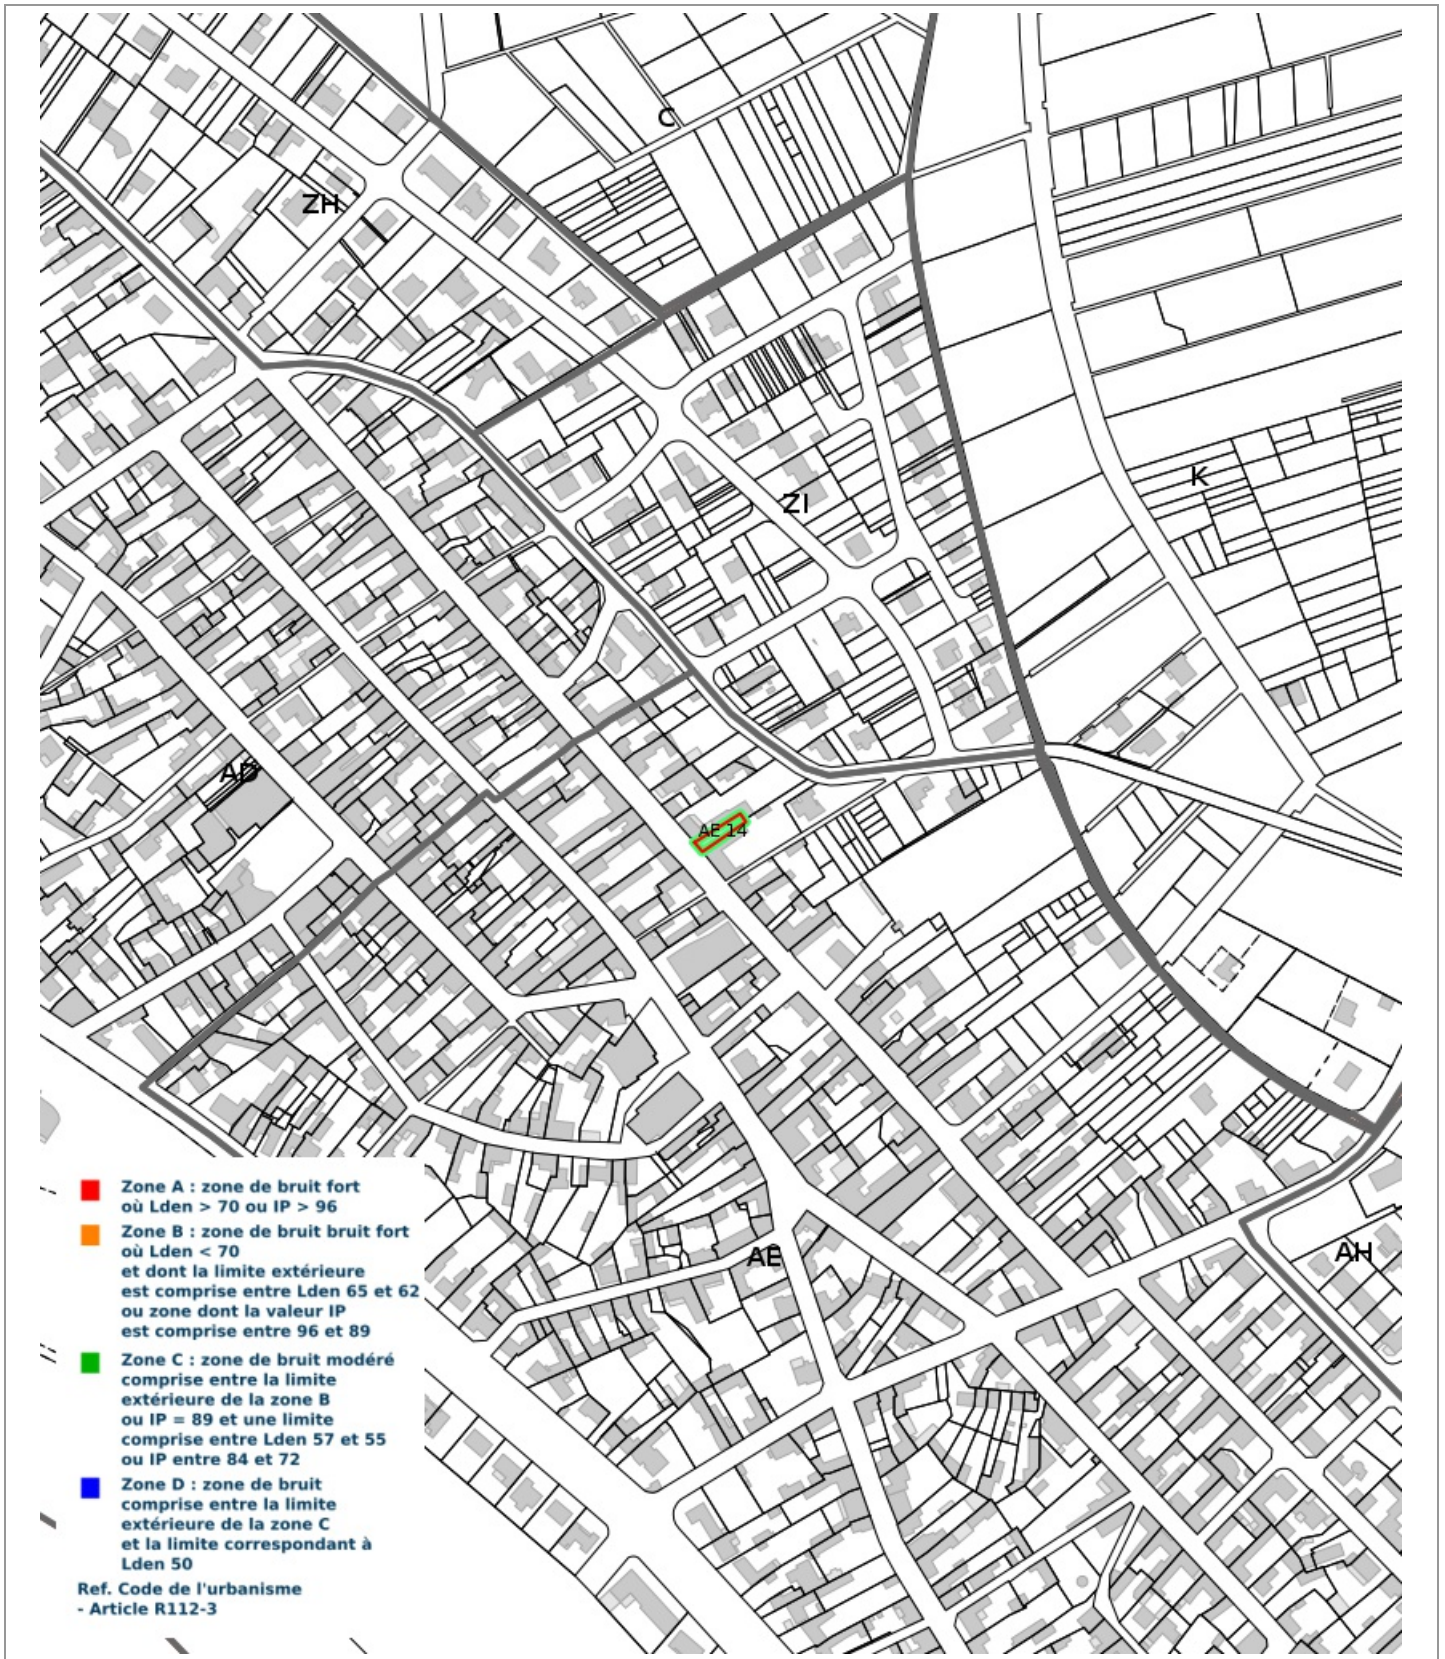 C
ZH
K
ZI
AD
AE 14
Zone A : zone de bruit fort
où Lden > 70 ou IP > 96
Zone B : zone de bruit bruit fort
où Lden < 70
et dont la limite extérieure
est comprise entre Lden 65 et 62
ou zone dont la valeur IP
est comprise entre 96 et 89
AE
AH
Zone C : zone de bruit modéré
comprise entre la limite
extérieure de la zone B
ou IP = 89 et une limite
comprise entre Lden 57 et 55
ou IP entre 84 et 72
Zone D : zone de bruit
comprise entre la limite
extérieure de la zone C
et la limite correspondant à
Lden 50
Ref. Code de l'urbanisme
- Article R112-3